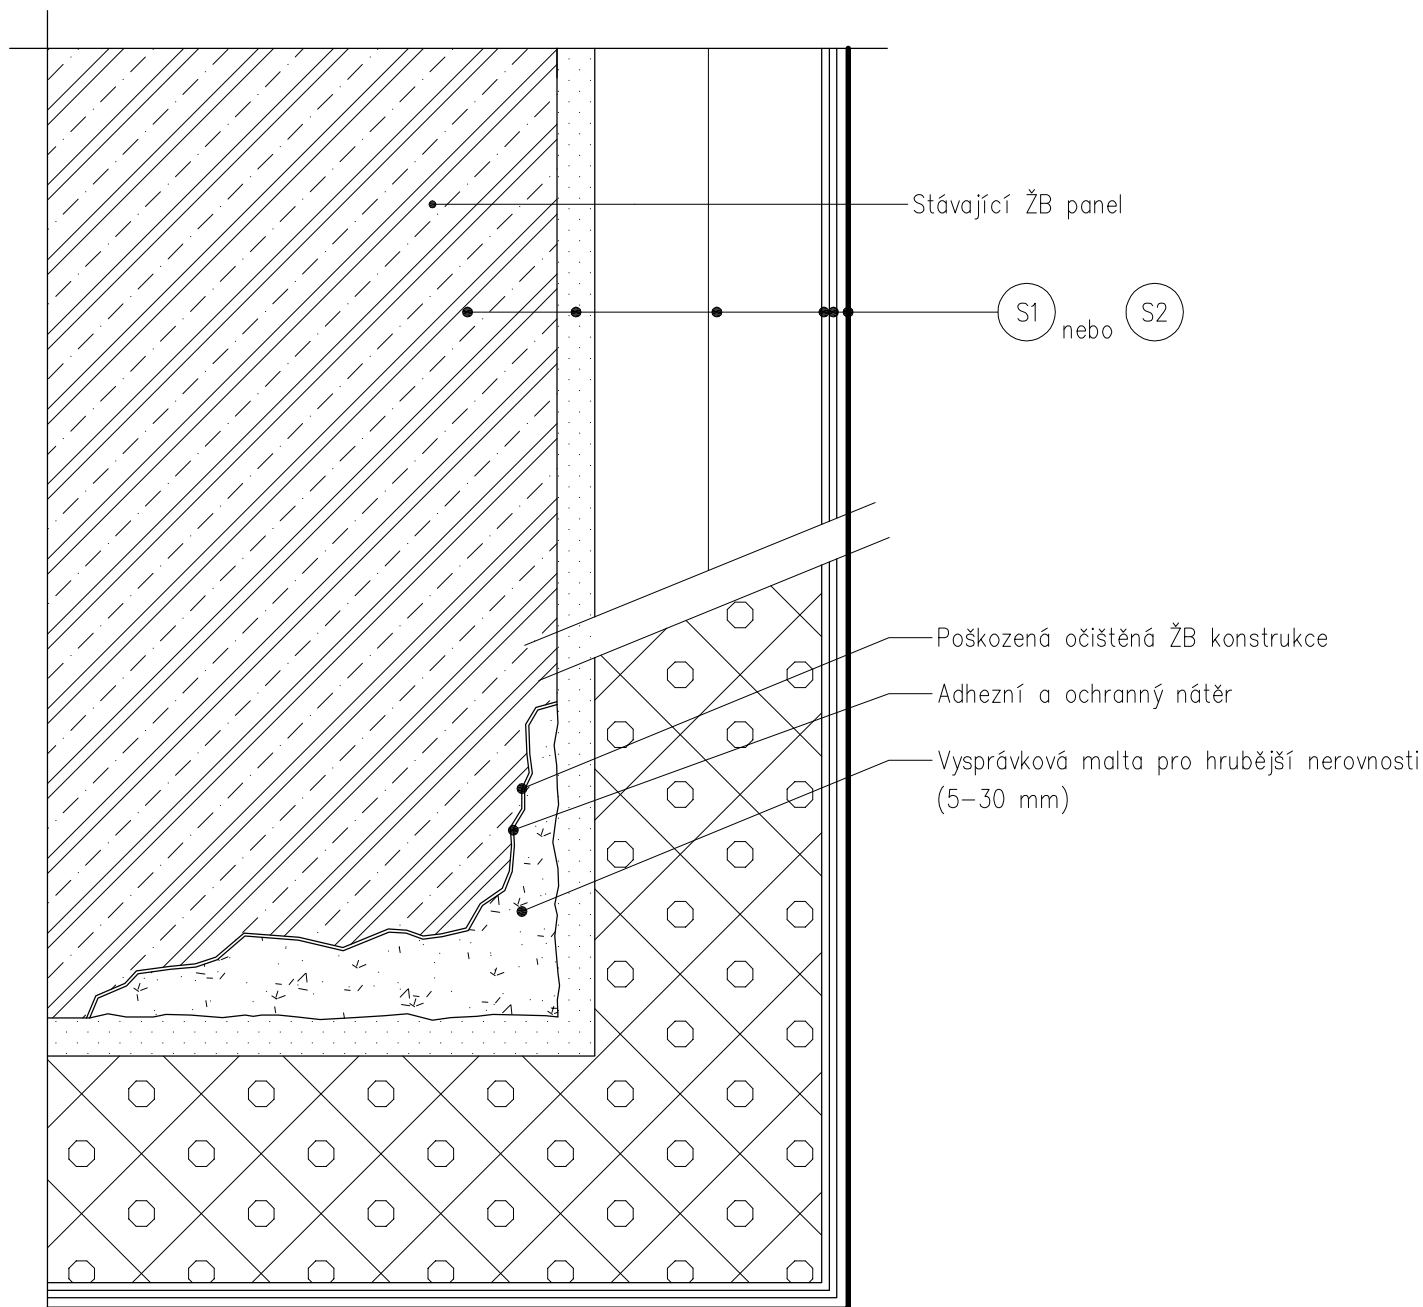 Stávající ŽB panel
S1 nebo S2
Poškozená očištěná ŽB konstrukce
Adhezní a ochranný nátěr
Vysprávková malta pro hrubější nerovnosti
(5–30 mm)